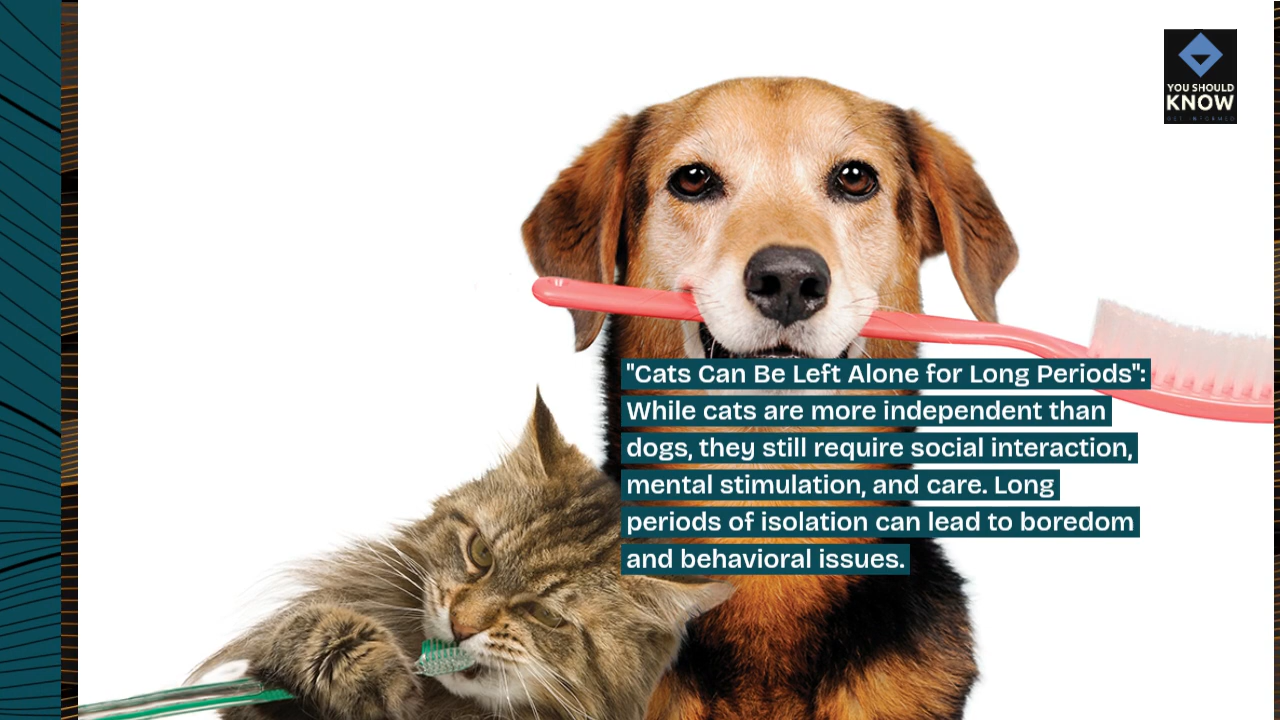 YOU SHOULD
KNOW
GET INFORMED
"Cats Can Be Left Alone for Long Periods":
While cats are more independent than
dogs, they still require social interaction,
mental stimulation, and care. Long
periods of isolation can lead to boredom
and behavioral issues.